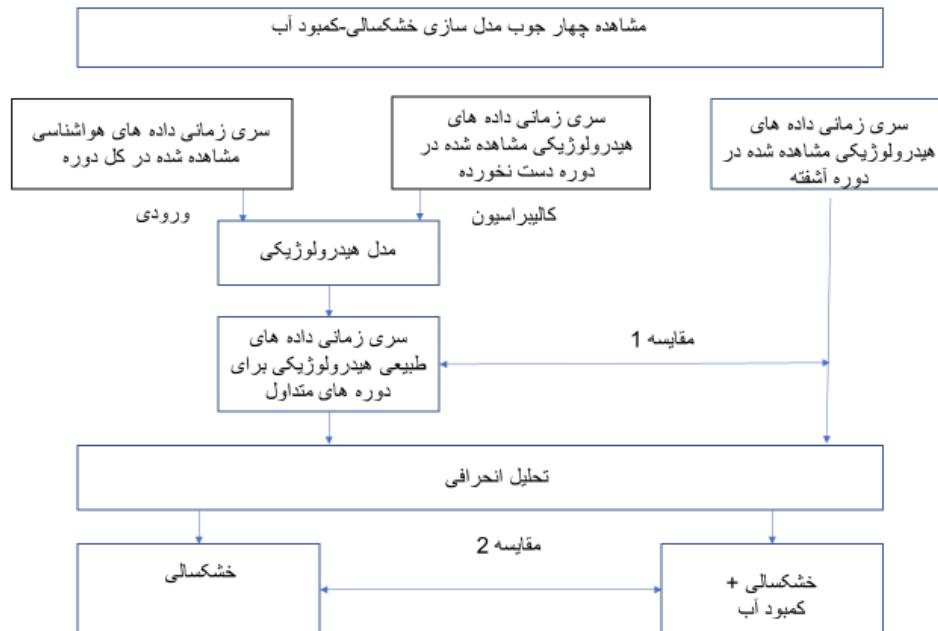 مشاهده چهار جوب مدل سازی خشکسالی-کمبود آب
سری زمانی داده های هواشناسی
مشاهده شده در کل دوره
سری زمانی داده های
هیدرولوژیکی مشاهده شده در
دوره دست نخورده
سری زمانی داده های
هیدرولوژیکی مشاهده شده در
دوره آشفته
ورودی
کالیبراسیون
مدل هیدرولوژیکی
سری زمانی داده های
طبیعی هیدرولوژیکی برای
دوره های متداول
مقایسه 1
تحلیل انحرافی
خشکسالی
مقایسه 2
خشکسالی +
کمبود آب